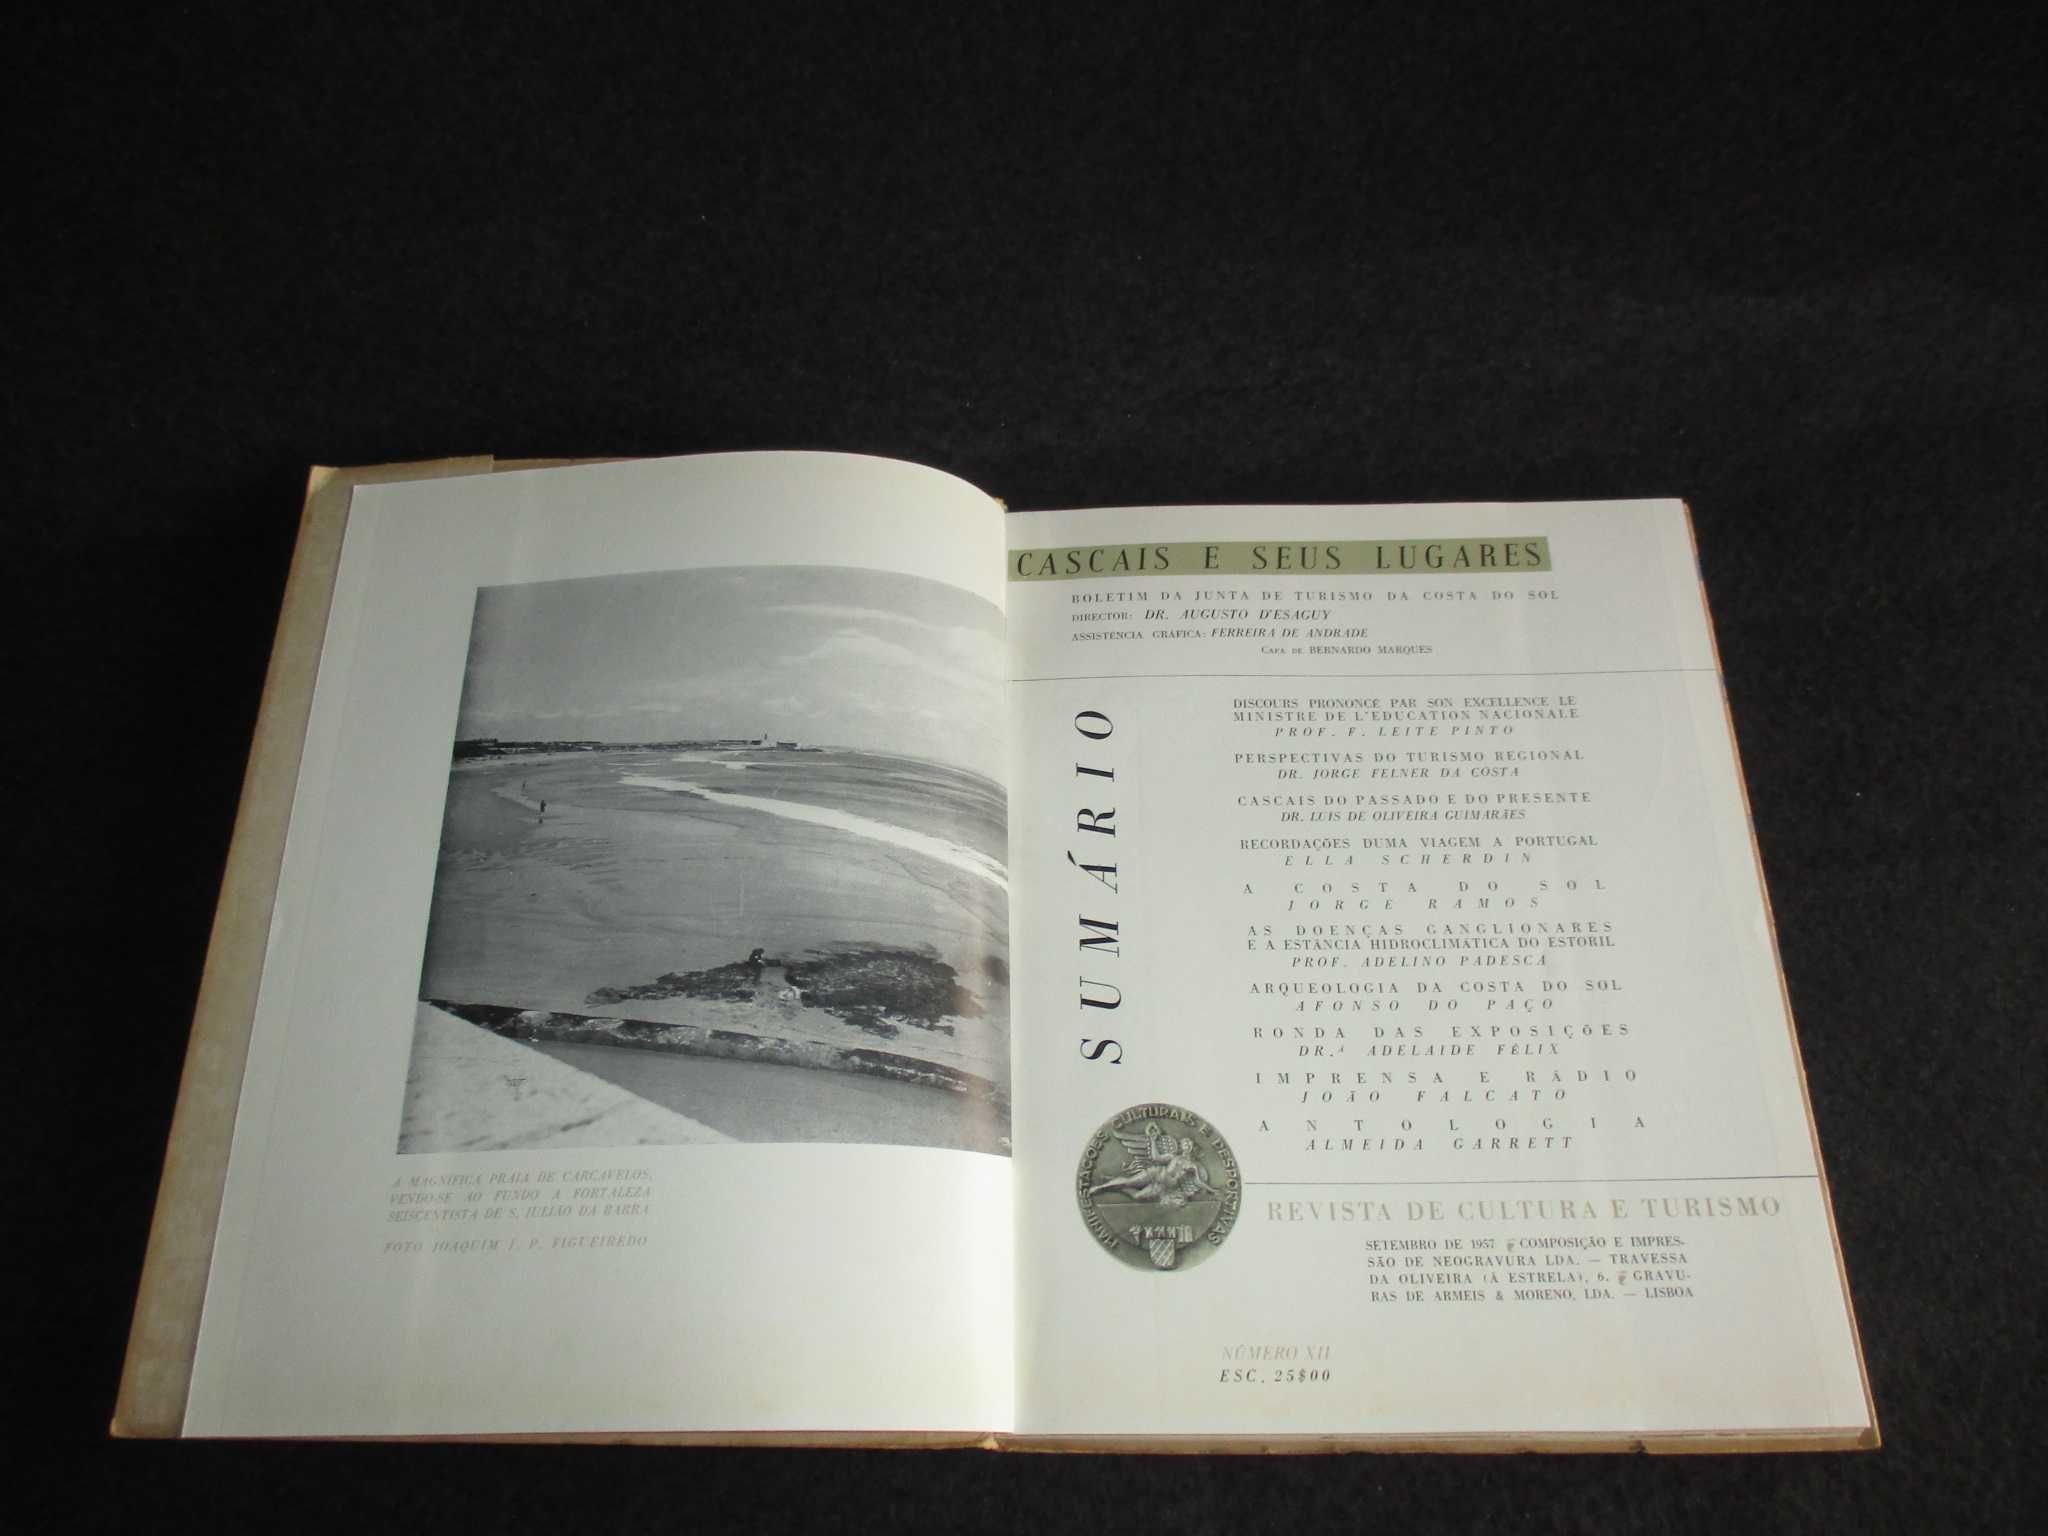 A MAGNIFICA PRAIA DE CARCAVELOS,
VENDO-SE AO FUNDO A FORTALEZA
SEISCENTISTA DE S. JULIÃO DA BARRA
FOTO JOAQUIM J. P. FIGUEIREDO
CASCAIS E SEUS LUGARES
BOLETIM DA JUNTA DE TURISMO DA COSTA DO SOL
DIRECTOR: DR. AUGUSTO D'ESAGUY
ASSISTÊNCIA GRÁFICA: FERREIRA DE ANDRADE
CAPA DE BERNARDO MARQUES
SUMÁRIO
DISCOURS PRONONCÉ PAR SON EXCELLENCE LE
MINISTRE DE L'EDUCATION NACIONALE
PROF. F. LEITE PINTO
PERSPECTIVAS DO TURISMO REGIONAL
DR. JORGE FELNER DA COSTA
CASCAIS DO PASSADO E DO PRESENTE
DR. LUIS DE OLIVEIRA GUIMARÃES
RECORDAÇÕES DUMA VIAGEM A PORTUGAL
ELLA SCHERDIN
A COSTA DO SOL
JORGE RAMOS
AS DOENÇAS GANGLIONARES
E A ESTÂNCIA HIDROCLIMÁTICA DO ESTORIL
PROF. ADELINO PADESCA
ARQUEOLOGIA DA COSTA DO SOL
AFONSO DO PAÇO
RONDA DAS EXPOSIÇÕES
DR.ª ADELAIDE FÉLIX
IMPRENSA E RÁDIO
JOÃO FALCATO
ANTOLOGIA
ALMEIDA GARRETT
MANIFESTAÇÕES CULTURAIS E DESPORTIVAS
REVISTA DE CULTURA E TURISMO
SETEMBRO DE 1957 COMPOSIÇÃO E IMPRES-
SÃO DE NEOGRAVURA LDA. — TRAVESSA
DA OLIVEIRA (À ESTRELA), 6. GRAVU-
RAS DE ARMEIS & MORENO, LDA. — LISBOA
NÚMERO XII
ESC. 25$00